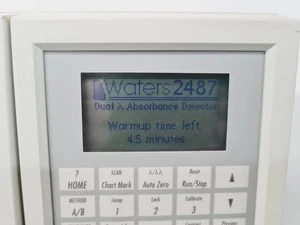 Waters 2487
Dual λ Absorbance Detector
Warmup time left:
45 minutes
? SCAN λ/λ Reset
HOME Chart Mark Auto Zero Run/Stop
METHOD Lamp Lock Calibrate
A/B 1 2 3